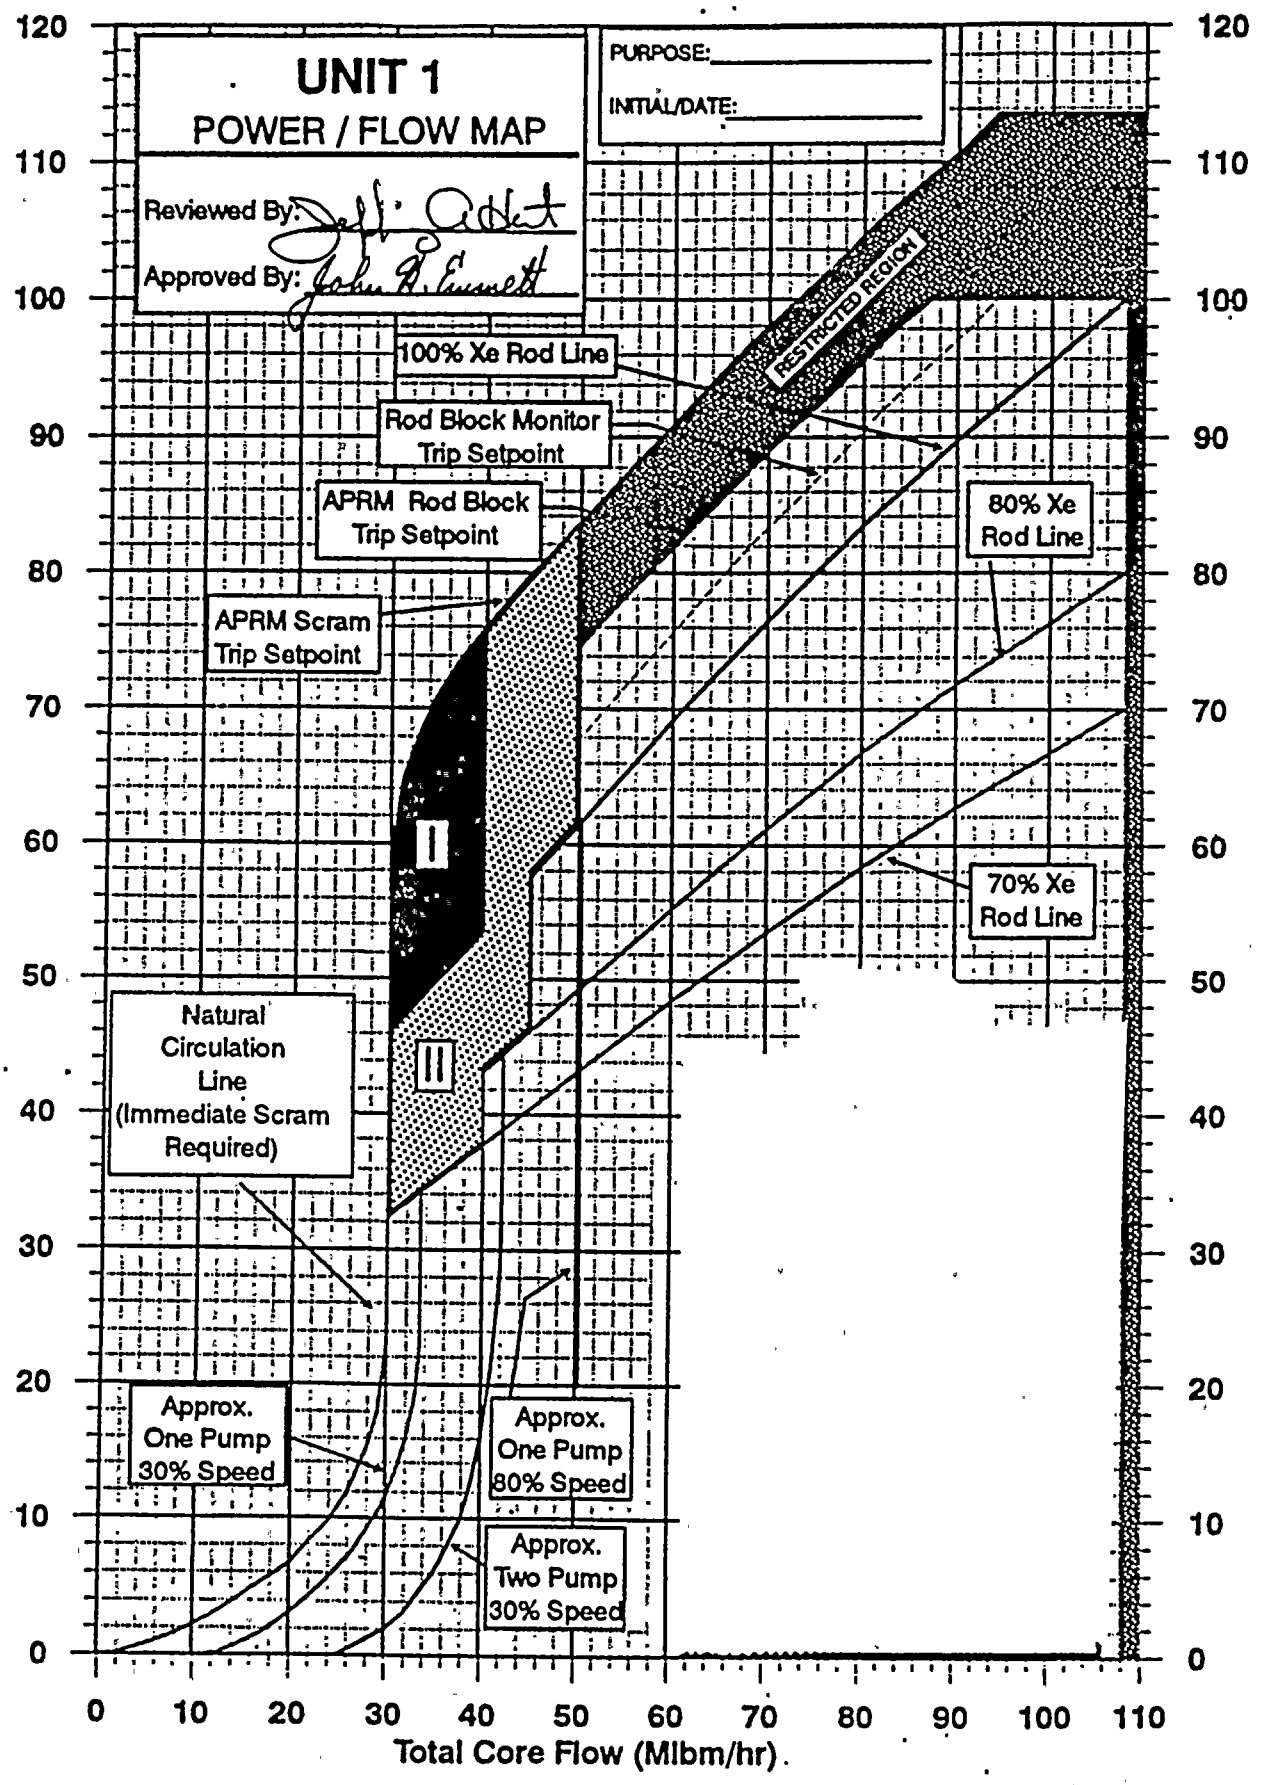 UNIT 1
POWER / FLOW MAP
Reviewed By:
Approved By: John H. Emmett
PURPOSE:
INITIAL/DATE:
120
110
100
90
80
70
60
50
40
30
20
10
0
120
110
100
90
80
70
60
50
40
30
20
10
0
RESTRICTED REGION
100% Xe Rod Line
Rod Block Monitor
Trip Setpoint
APRM Rod Block
Trip Setpoint
APRM Scram
Trip Setpoint
80% Xe
Rod Line
70% Xe
Rod Line
I
II
Natural
Circulation
Line
(Immediate Scram
Required)
Approx.
One Pump
30% Speed
Approx.
One Pump
80% Speed
Approx.
Two Pump
30% Speed
0 10 20 30 40 50 60 70 80 90 100 110
Total Core Flow (Mlbm/hr)